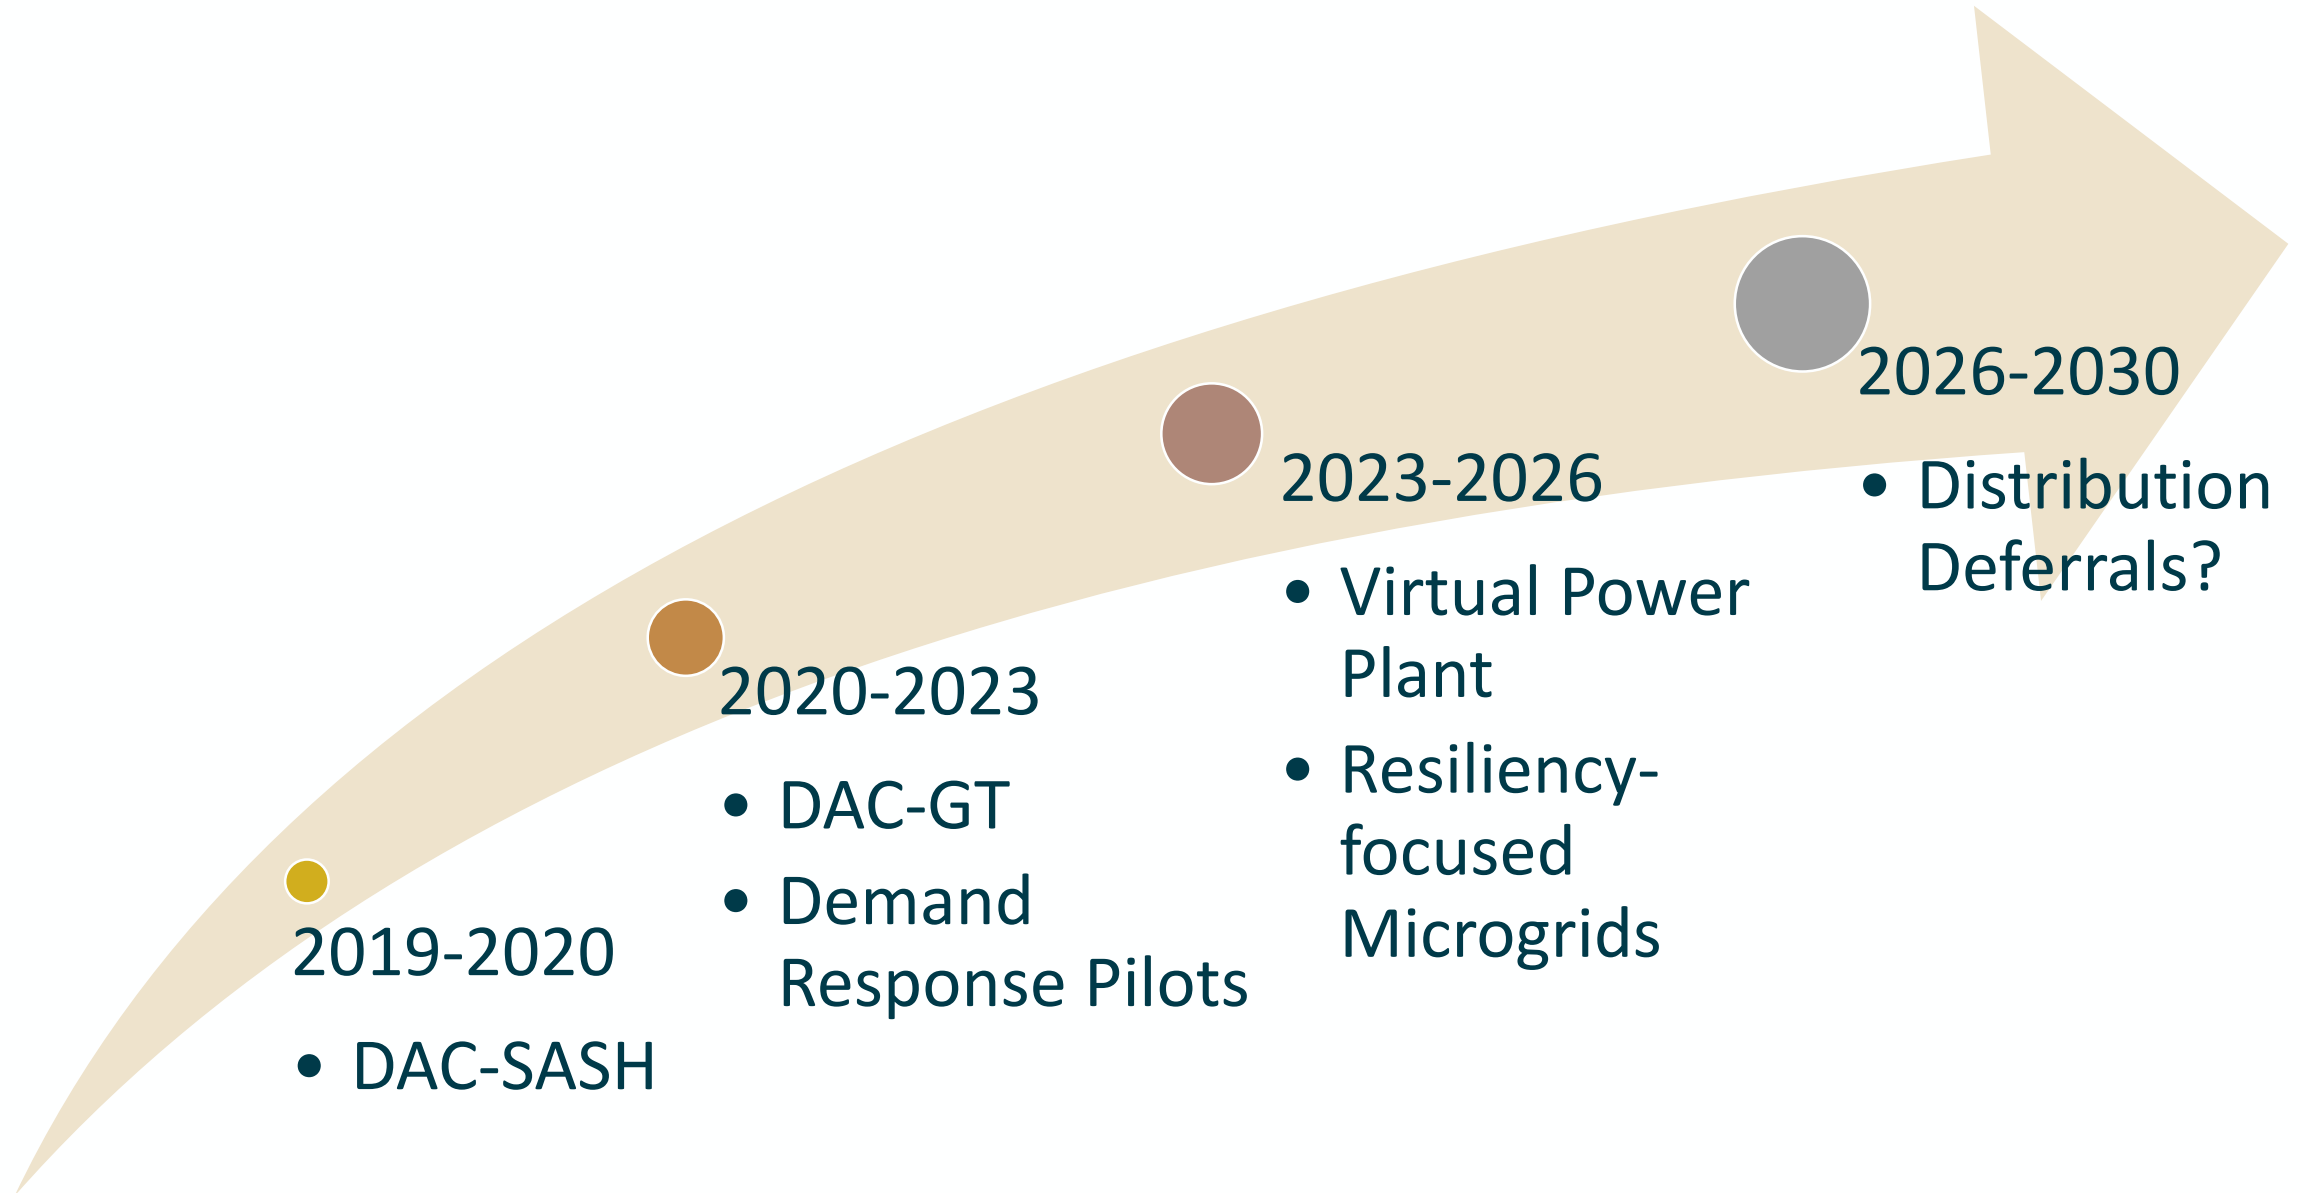 2019-2020
• DAC-SASH
2020-2023
• DAC-GT
• Demand
Response Pilots
2023-2026
• Virtual Power
Plant
• Resiliency-
focused
Microgrids
2026-2030
• Distribution
Deferrals?